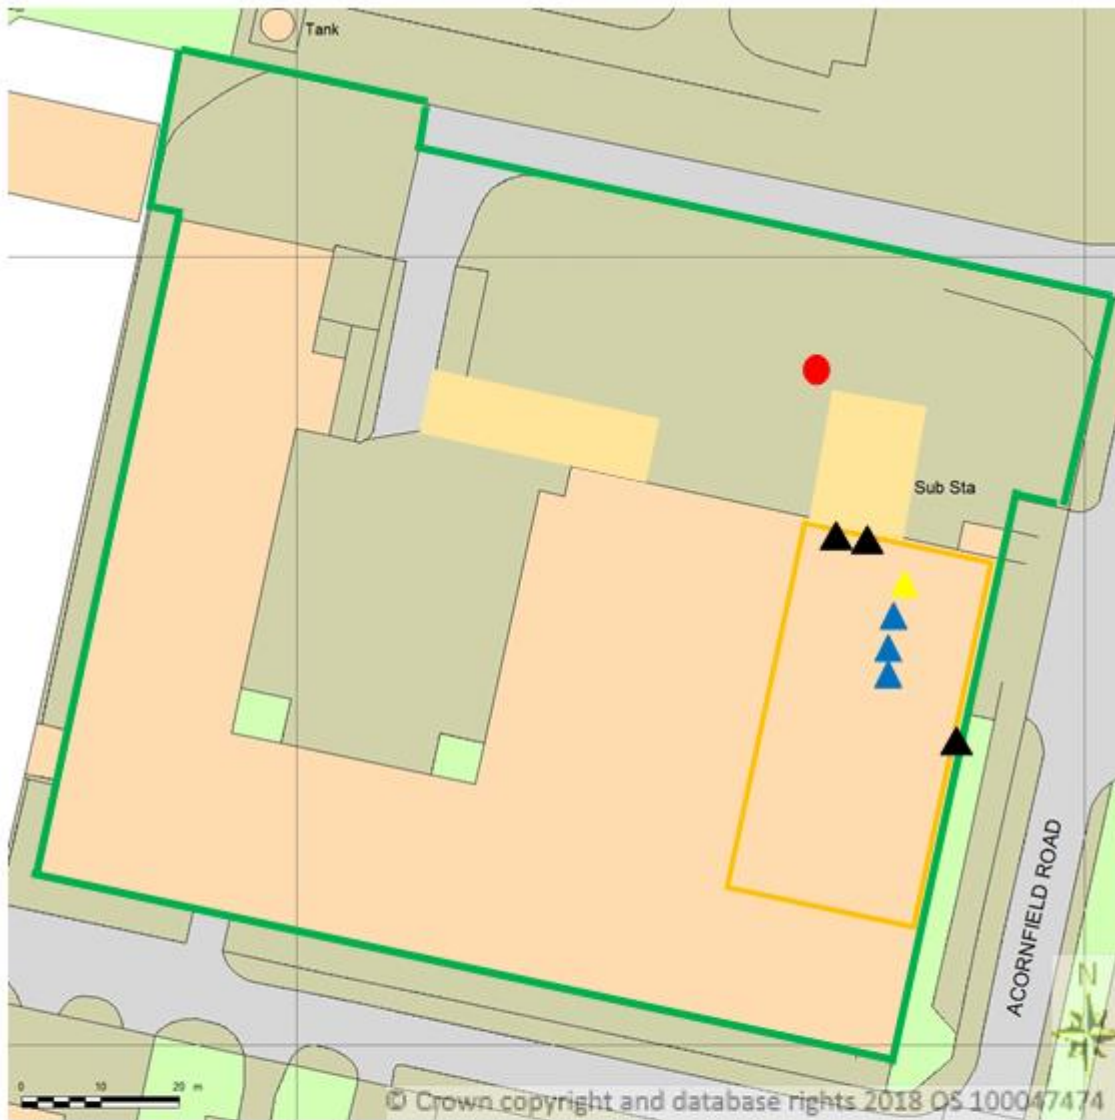 Tank
Sub Sta
ACORNFIELD ROAD
N
0 10 20 m
© Crown copyright and database rights 2018 OS 100047474